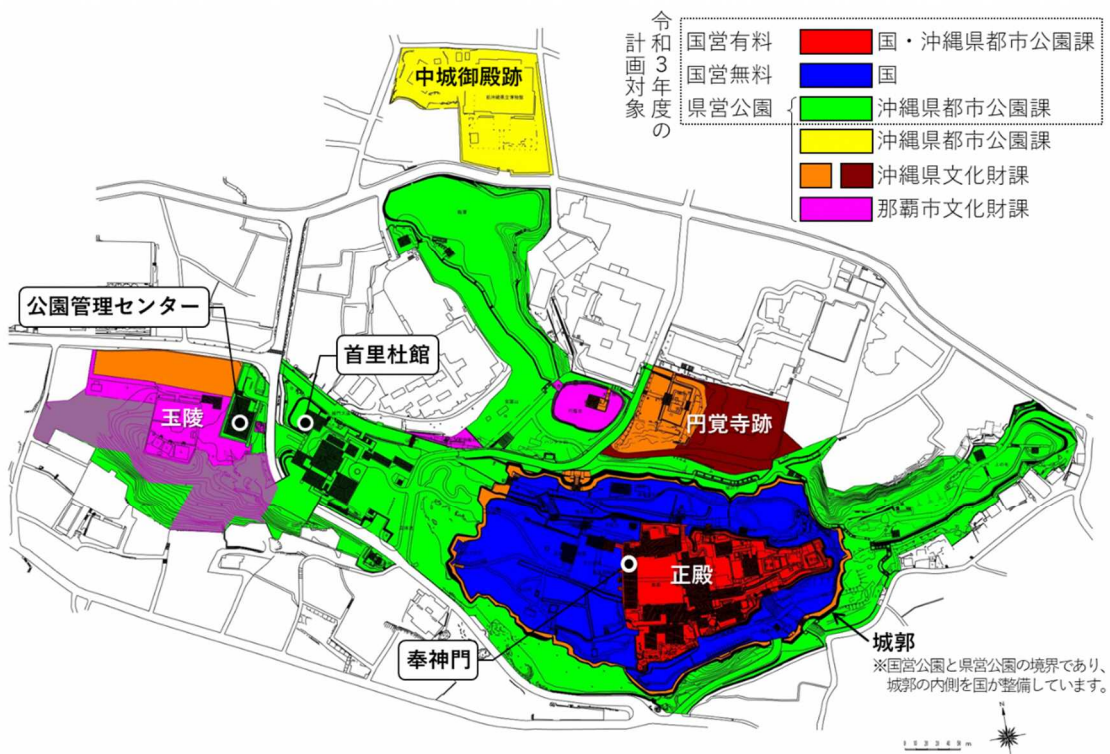 令和3年度の
計画対象
国営有料
国・沖縄県都市公園課
国営無料
国
県営公園
沖縄県都市公園課
沖縄県都市公園課
沖縄県文化財課
那覇市文化財課
中城御殿跡
公園管理センター
首里杜館
玉陵
円覚寺跡
正殿
奉神門
城郭
※国営公園と県営公園の境界であり、
城郭の内側を国が整備しています。